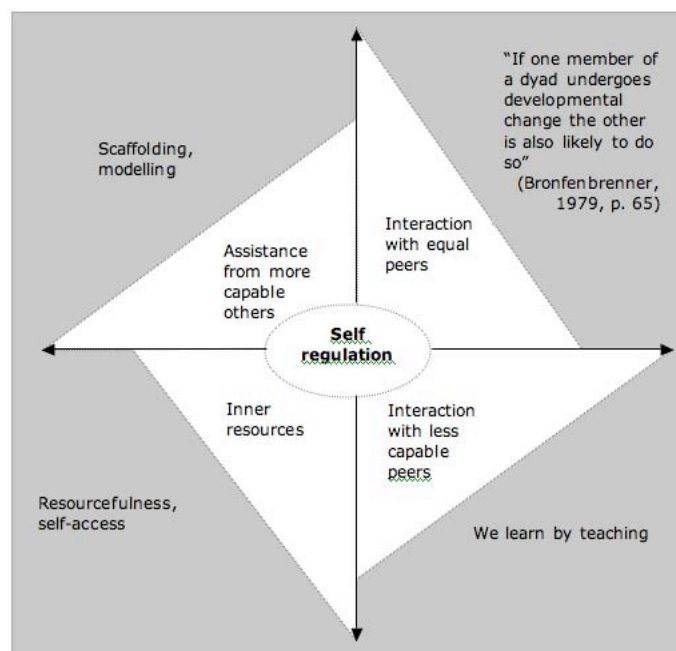 "If one member of
a dyad undergoes
developmental
change the other
is also likely to do
so"
(Bronfenbrenner,
1979, p. 65)
Scaffolding,
modelling
Interaction
with equal
peers
Assistance
from more
capable
others
Self
regulation
Inner
resources
Interaction
with less
capable
peers
Resourcefulness,
self-access
We learn by teaching